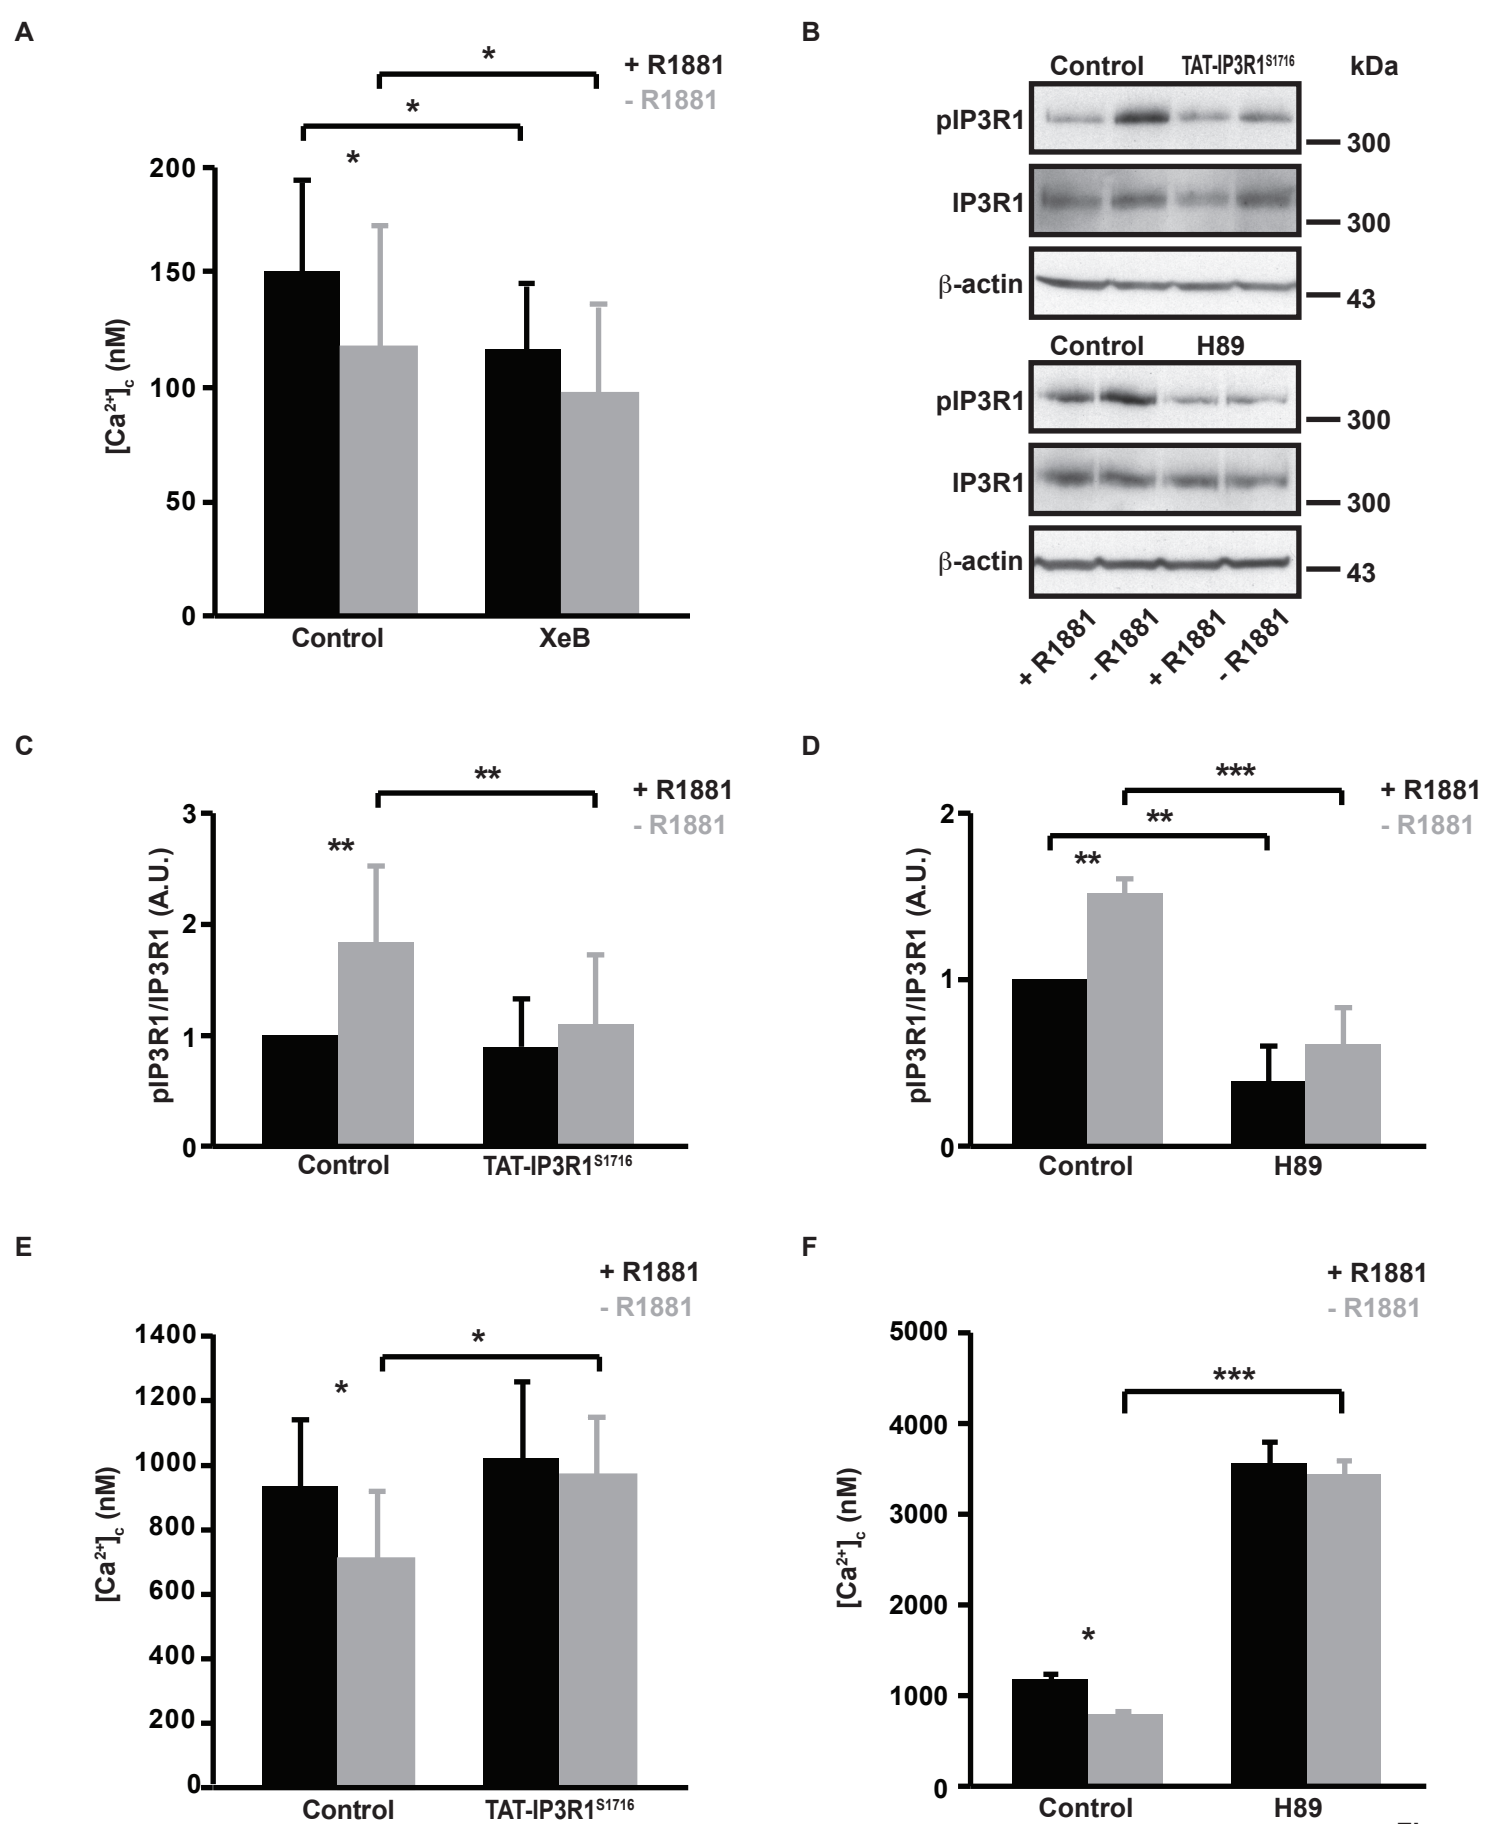 A
*
+ R1881
- R1881
*
*
200
150
100
50
0
[Ca²⁺]c (nM)
Control
XeB
B
Control TAT-IP3R1S1716 kDa
pIP3R1
300
IP3R1
300
β-actin
43
Control H89
pIP3R1
300
IP3R1
300
β-actin
43
+ R1881
- R1881
+ R1881
- R1881
C
**
+ R1881
- R1881
**
3
2
1
0
pIP3R1/IP3R1 (A.U.)
Control
TAT-IP3R1S1716
D
***
+ R1881
- R1881
**
**
2
1
0
pIP3R1/IP3R1 (A.U.)
Control
H89
E
+ R1881
- R1881
*
*
1400
1200
1000
800
600
400
200
0
[Ca²⁺]c (nM)
Control
TAT-IP3R1S1716
F
+ R1881
- R1881
***
*
5000
4000
3000
2000
1000
0
[Ca²⁺]c (nM)
Control
H89